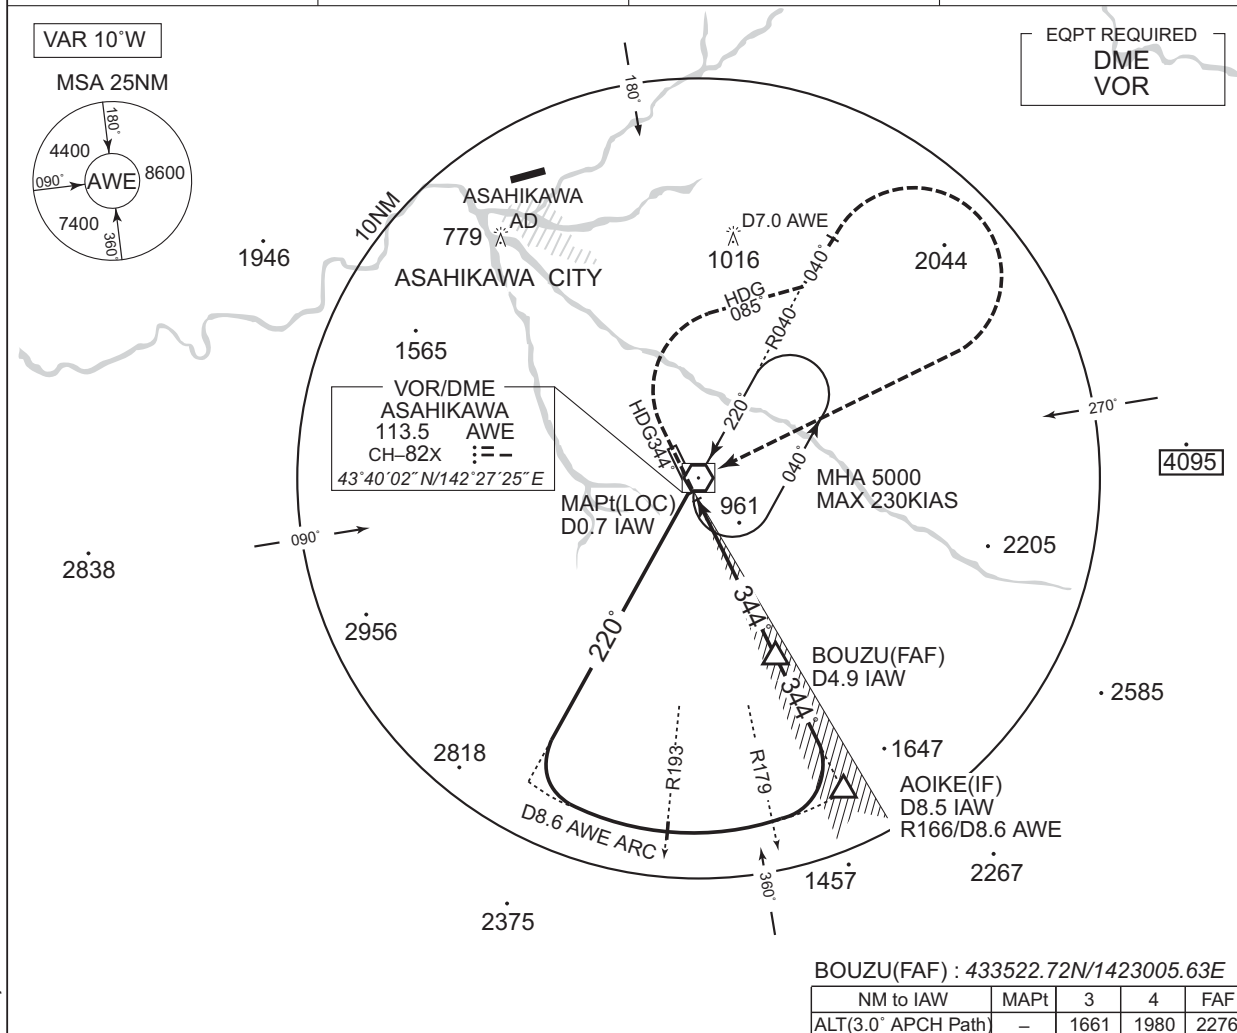 VAR 10°W
EQPT REQUIRED
DME
VOR
MSA 25NM
180°
4400
8600
090°
AWE
7400
360°
180°
10NM
ASAHIKAWA
AD
779
ASAHIKAWA CITY
1946
D7.0 AWE
1016
040°
2044
HDG
085°
R040
1565
VOR/DME
ASAHIKAWA
113.5 AWE
CH–82X
43°40′02″N/142°27′25″E
HDG344°
220°
040°
270°
4095
MHA 5000
MAX 230KIAS
MAPt(LOC)
D0.7 IAW
961
090°
2838
2205
2956
220°
344°
BOUZU(FAF)
D4.9 IAW
344°
2585
R193
R179
1647
2818
AOIKE(IF)
D8.5 IAW
R166/D8.6 AWE
D8.6 AWE ARC
360°
1457
2267
2375
BOUZU(FAF) : 433522.72N/1423005.63E
NM to IAW MAPt 3 4 FAF
ALT(3.0° APCH Path) – 1661 1980 2276